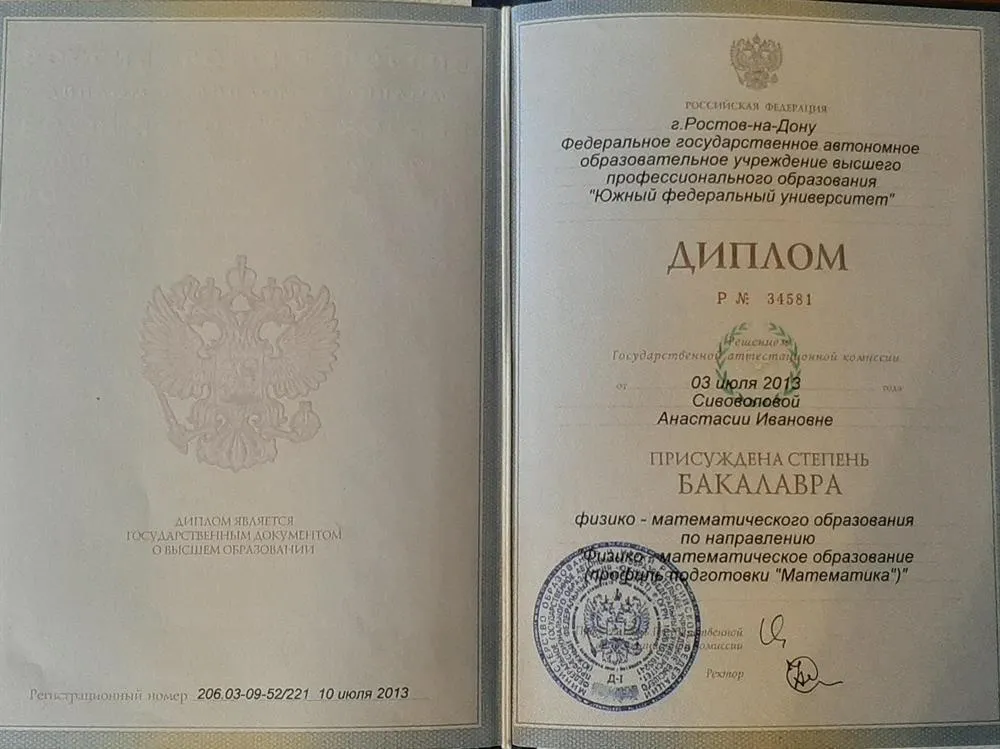 ДИПЛОМ ЯВЛЯЕТСЯ
ГОСУДАРСТВЕННЫМ ДОКУМЕНТОМ
О ВЫСШЕМ ОБРАЗОВАНИИ
Регистрационный номер 206.03-09-52/221 10 июля 2013
РОССИЙСКАЯ ФЕДЕРАЦИЯ
г.Ростов-на-Дону
Федеральное государственное автономное
образовательное учреждение высшего
профессионального образования
"Южный федеральный университет"
ДИПЛОМ
Р № 34581
Решением
Государственной аттестационной комиссии
от 03 июля 2013 года
Сивоволовой
Анастасии Ивановне
ПРИСУЖДЕНА СТЕПЕНЬ
БАКАЛАВРА
физико - математического образования
по направлению
Физико - математическое образование
(профиль подготовки "Математика")"
комиссии
Ректор
Д-1